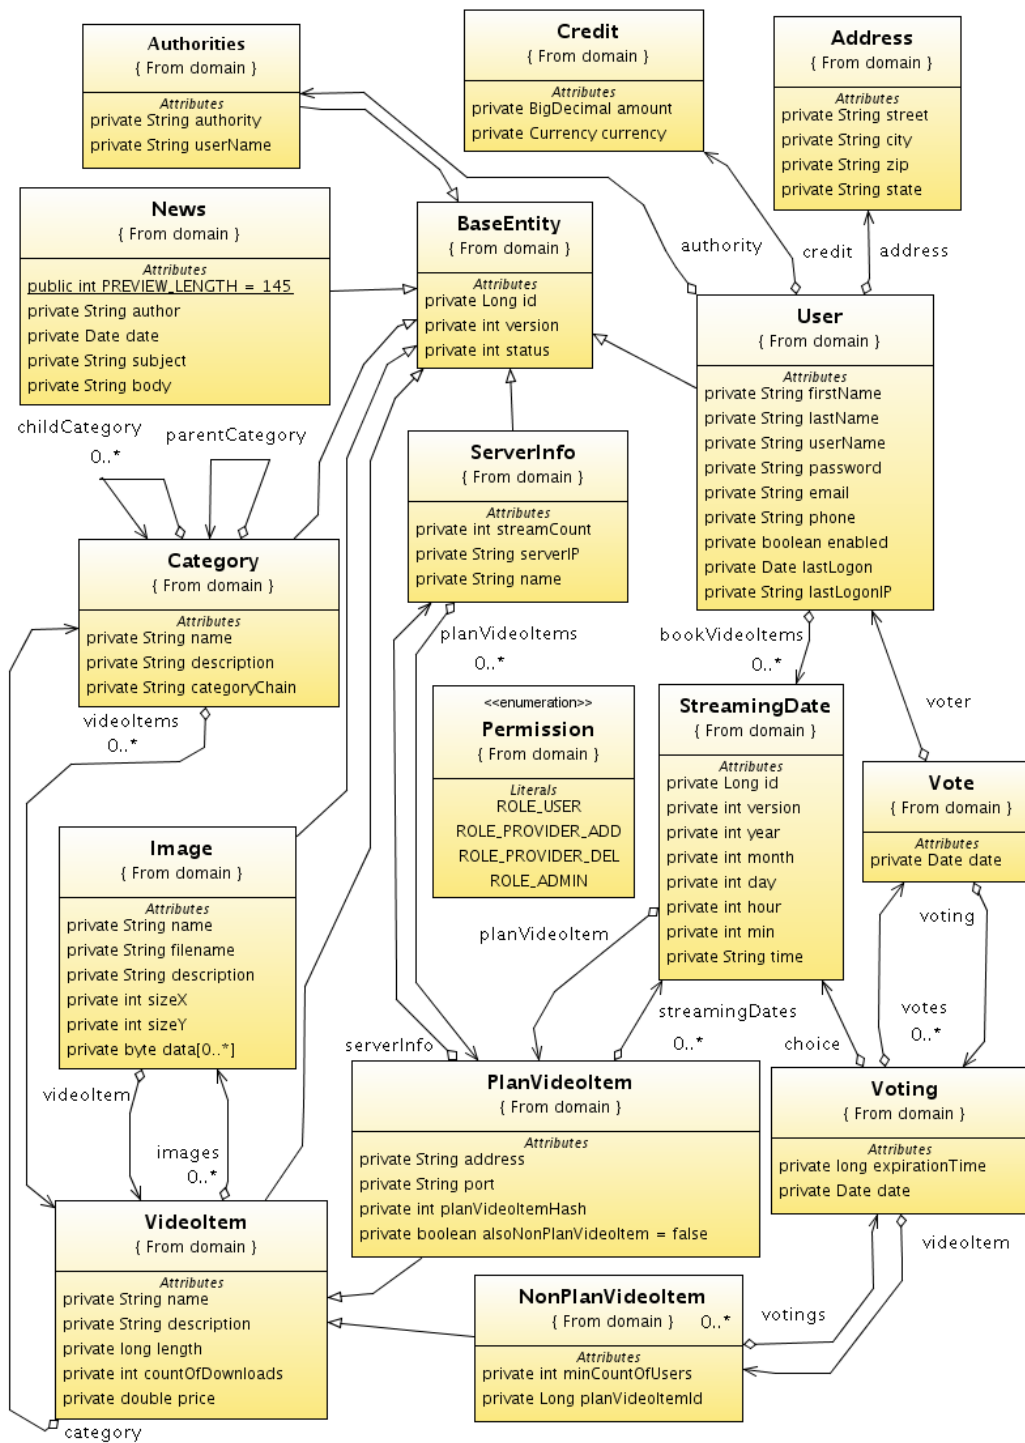 Authorities
{ From domain }
Attributes
private String authority
private String userName
Credit
{ From domain }
Attributes
private BigDecimal amount
private Currency currency
Address
{ From domain }
Attributes
private String street
private String city
private String zip
private String state
News
{ From domain }
Attributes
public int PREVIEW_LENGTH = 145
private String author
private Date date
private String subject
private String body
BaseEntity
{ From domain }
Attributes
private Long id
private int version
private int status
authority
credit
address
User
{ From domain }
Attributes
private String firstName
private String lastName
private String userName
private String password
private String email
private String phone
private boolean enabled
private Date lastLogon
private String lastLogonIP
childCategory
0..*
parentCategory
ServerInfo
{ From domain }
Attributes
private int streamCount
private String serverIP
private String name
Category
{ From domain }
Attributes
private String name
private String description
private String categoryChain
planVideoItems
0..*
bookVideoItems
0..*
videoItems
0..*
<<enumeration>>
Permission
{ From domain }
Literals
ROLE_USER
ROLE_PROVIDER_ADD
ROLE_PROVIDER_DEL
ROLE_ADMIN
StreamingDate
{ From domain }
Attributes
private Long id
private int version
private int year
private int month
private int day
private int hour
private int min
private String time
voter
Vote
{ From domain }
Attributes
private Date date
Image
{ From domain }
Attributes
private String name
private String filename
private String description
private int sizeX
private int sizeY
private byte data[0..*]
planVideoItem
voting
serverInfo
streamingDates
0..*
votes
0..*
choice
videoItem
images
0..*
PlanVideoItem
{ From domain }
Attributes
private String address
private String port
private int planVideoItemHash
private boolean alsoNonPlanVideoItem = false
Voting
{ From domain }
Attributes
private long expirationTime
private Date date
videoItem
VideoItem
{ From domain }
Attributes
private String name
private String description
private long length
private int countOfDownloads
private double price
NonPlanVideoItem
{ From domain }
0..*
Attributes
private int minCountOfUsers
private Long planVideoItemId
votings
category